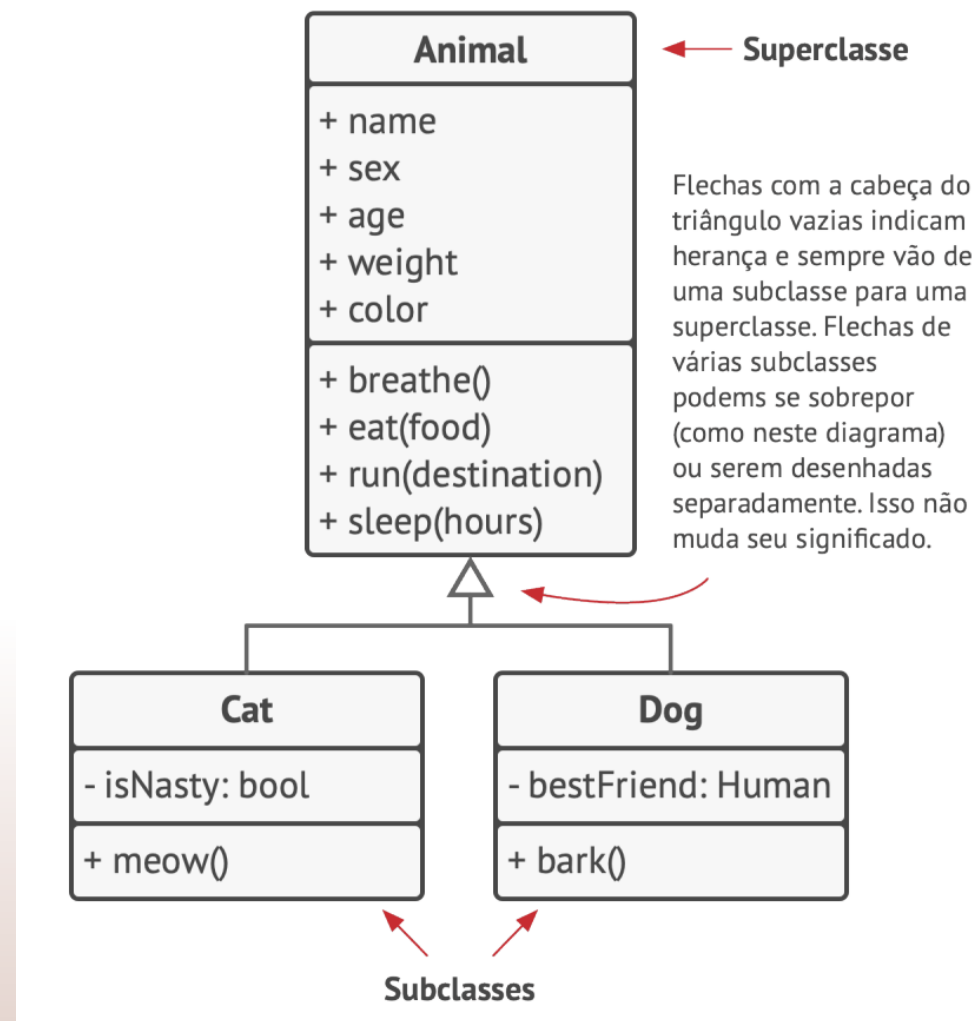 Animal
Superclasse
+ name
+ sex
+ age
+ weight
+ color
+ breathe()
+ eat(food)
+ run(destination)
+ sleep(hours)
Flechas com a cabeça do
triângulo vazias indicam
herança e sempre vão de
uma subclasse para uma
superclasse. Flechas de
várias subclasses
podems se sobrepor
(como neste diagrama)
ou serem desenhadas
separadamente. Isso não
muda seu significado.
Cat
- isNasty: bool
+ meow()
Dog
- bestFriend: Human
+ bark()
Subclasses